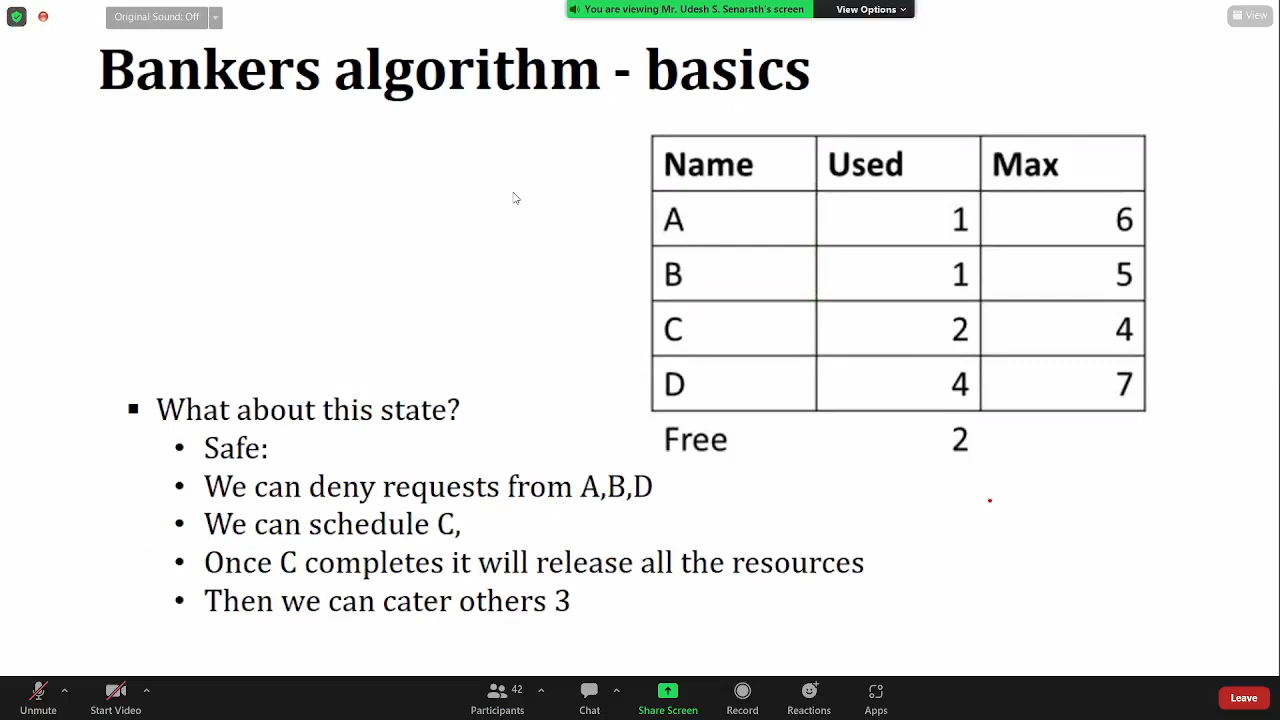 Original Sound: Off
You are viewing Mr. Udesh S. Senarath's screen
View Options
View
Bankers algorithm - basics
Name Used Max
A 1 6
B 1 5
C 2 4
D 4 7
Free 2
What about this state?
• Safe:
• We can deny requests from A,B,D
• We can schedule C,
• Once C completes it will release all the resources
• Then we can cater others 3
Unmute
Start Video
Participants 42
Chat
Share Screen
Record
Reactions
Apps
Leave